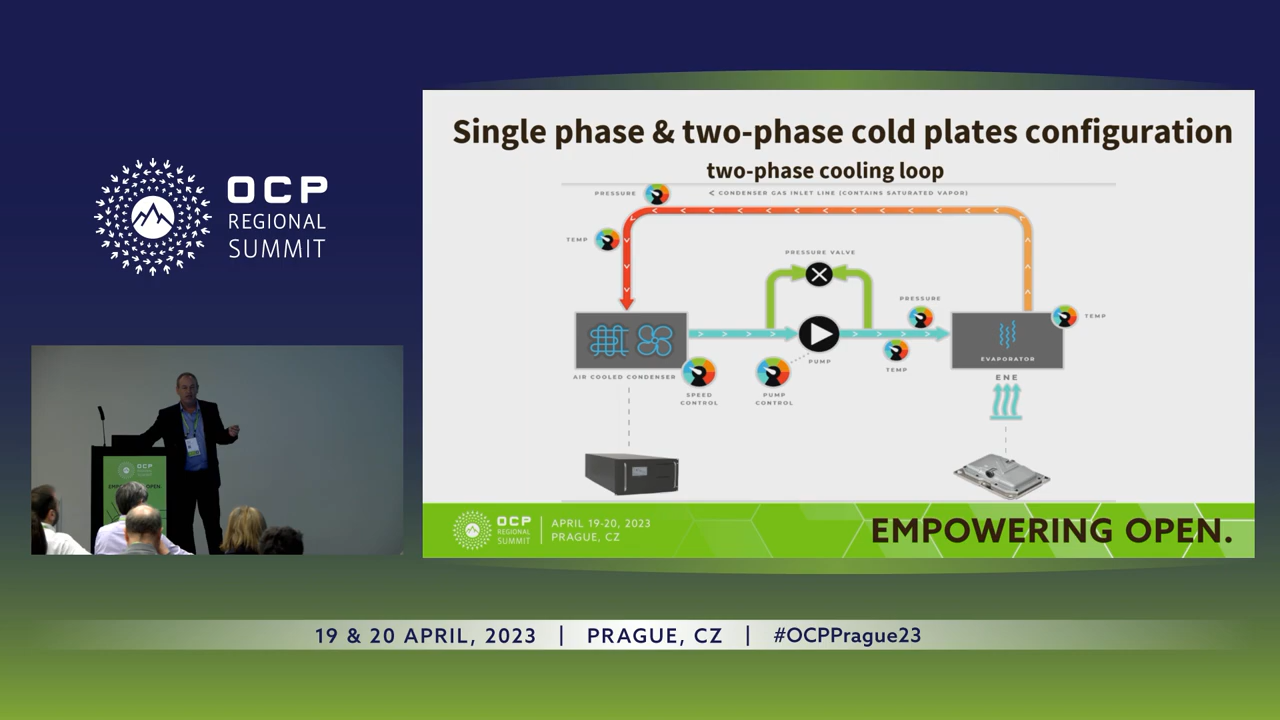 OCP
REGIONAL
SUMMIT
Single phase & two-phase cold plates configuration
two-phase cooling loop
PRESSURE
< CONDENSER GAS INLET LINE (CONTAINS SATURATED VAPOR)
TEMP
PRESSURE VALVE
PRESSURE
TEMP
PUMP
EVAPORATOR
TEMP
AIR COOLED CONDENSER
ENE
SPEED
CONTROL
PUMP
CONTROL
OCP
REGIONAL
SUMMIT
APRIL 19-20, 2023
PRAGUE, CZ
EMPOWERING OPEN.
OCP
19 & 20 APRIL, 2023 | PRAGUE, CZ | #OCPPrague23